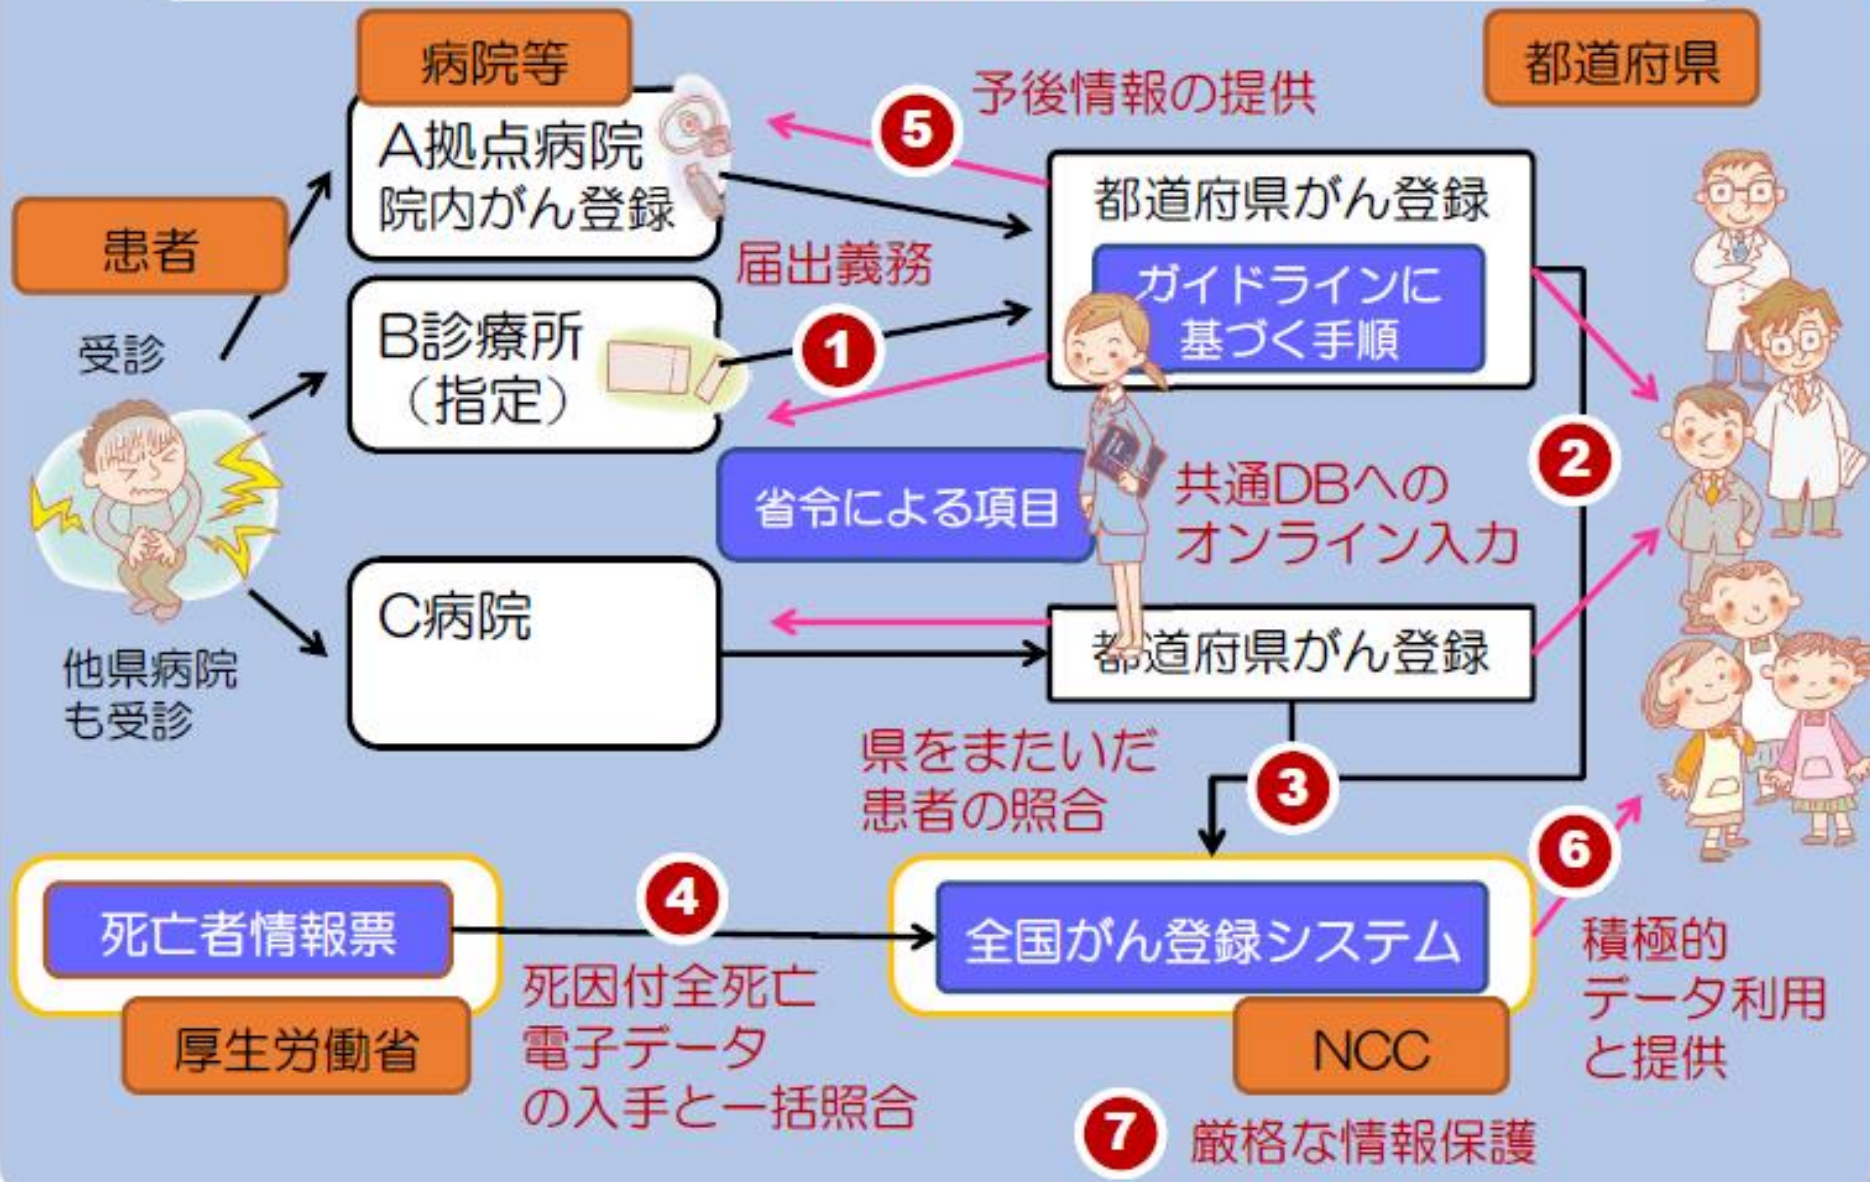 病院等
都道府県
予後情報の提供
5
A拠点病院
院内がん登録
患者
受診
都道府県がん登録
ガイドラインに
基づく手順
届出義務
1
B診療所
（指定）
2
省令による項目
共通DBへの
オンライン入力
C病院
都道府県がん登録
他県病院
も受診
県をまたいだ
患者の照合
3
6
4
死亡者情報票
全国がん登録システム
積極的
データ利用
と提供
死因付全死亡
電子データ
の入手と一括照合
厚生労働省
NCC
7
厳格な情報保護